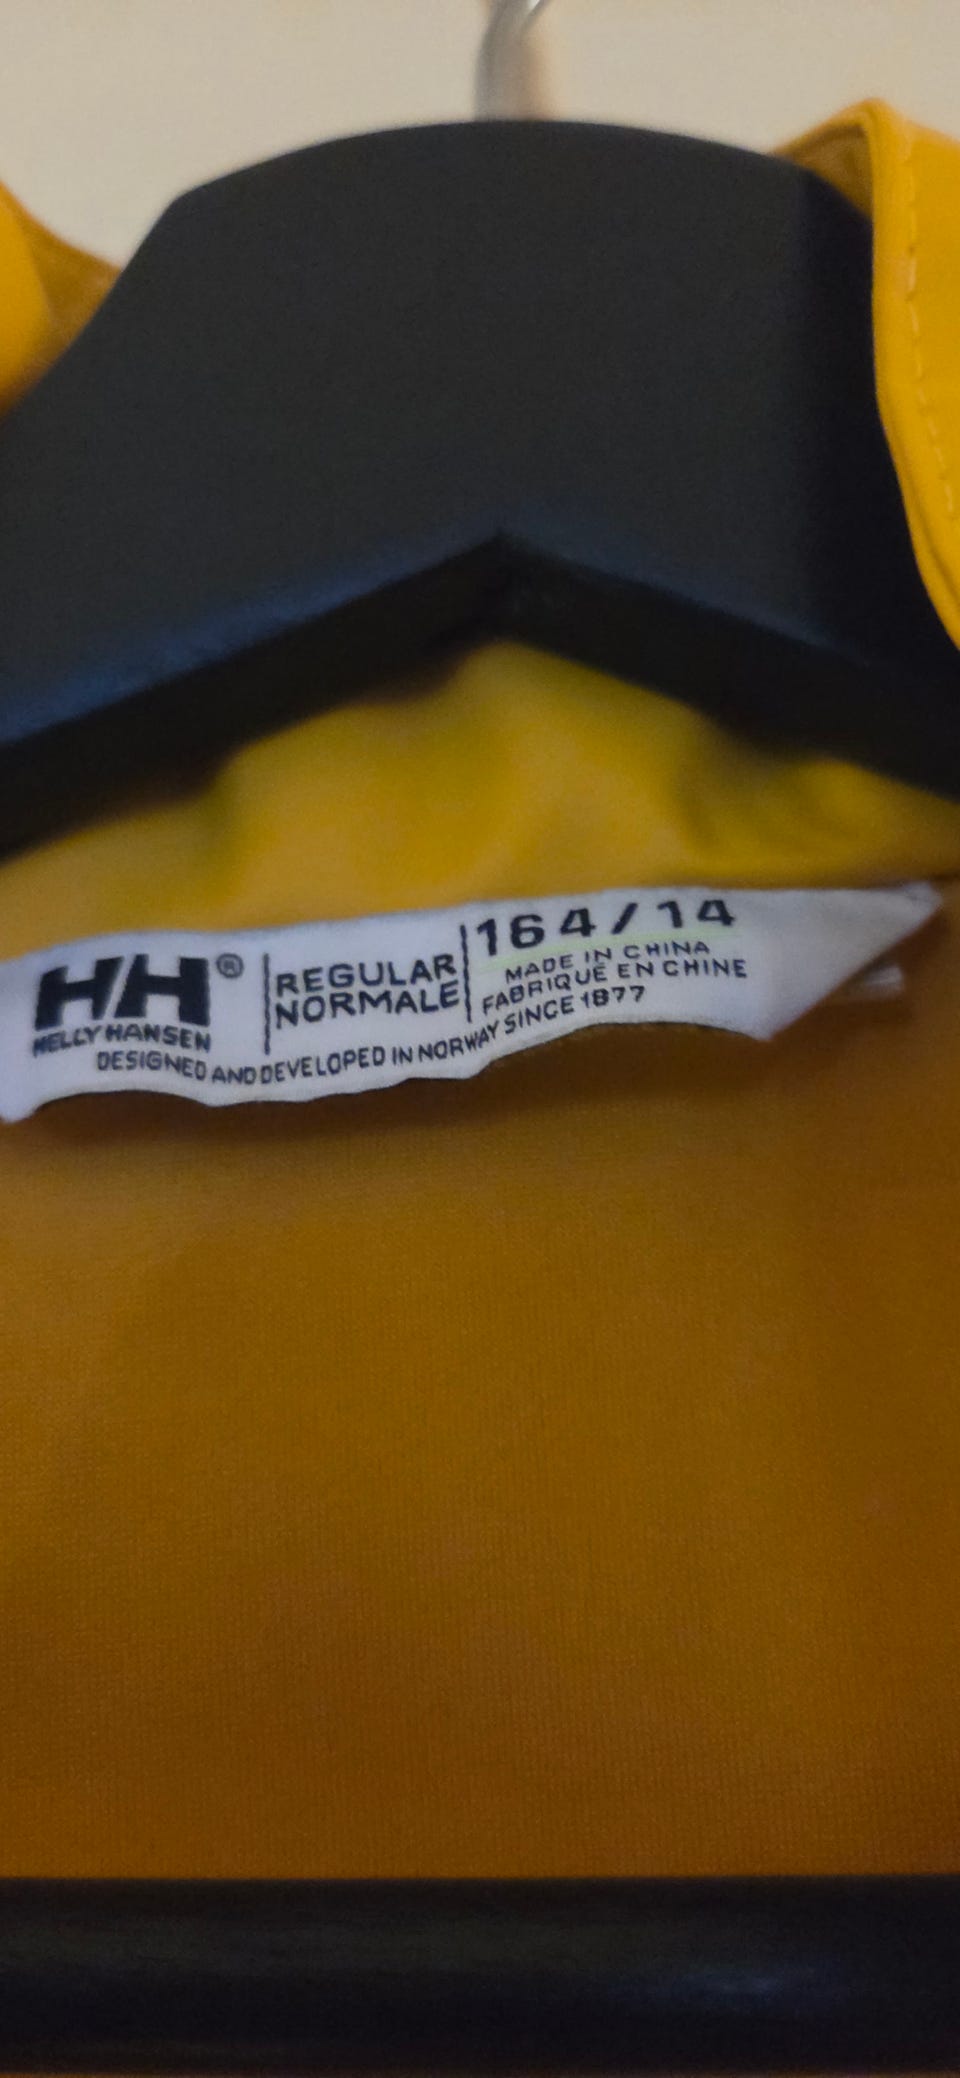 HH®
HELLY HANSEN
REGULAR
NORMALE
164/14
MADE IN CHINA
FABRIQUÉ EN CHINE
DESIGNED AND DEVELOPED IN NORWAY SINCE 1877